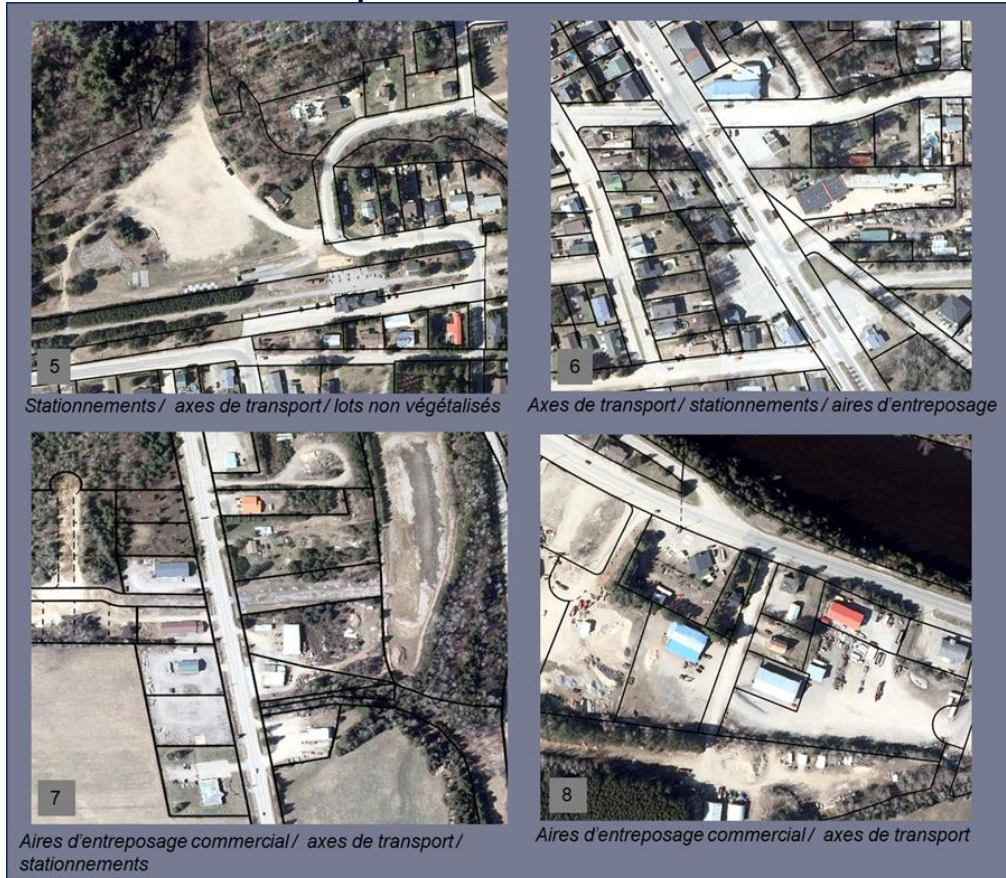 5
6
Stationnements / axes de transport / lots non végétalisés
Axes de transport / stationnements / aires d'entreposage
7
8
Aires d'entreposage commercial / axes de transport /
stationnements
Aires d'entreposage commercial / axes de transport